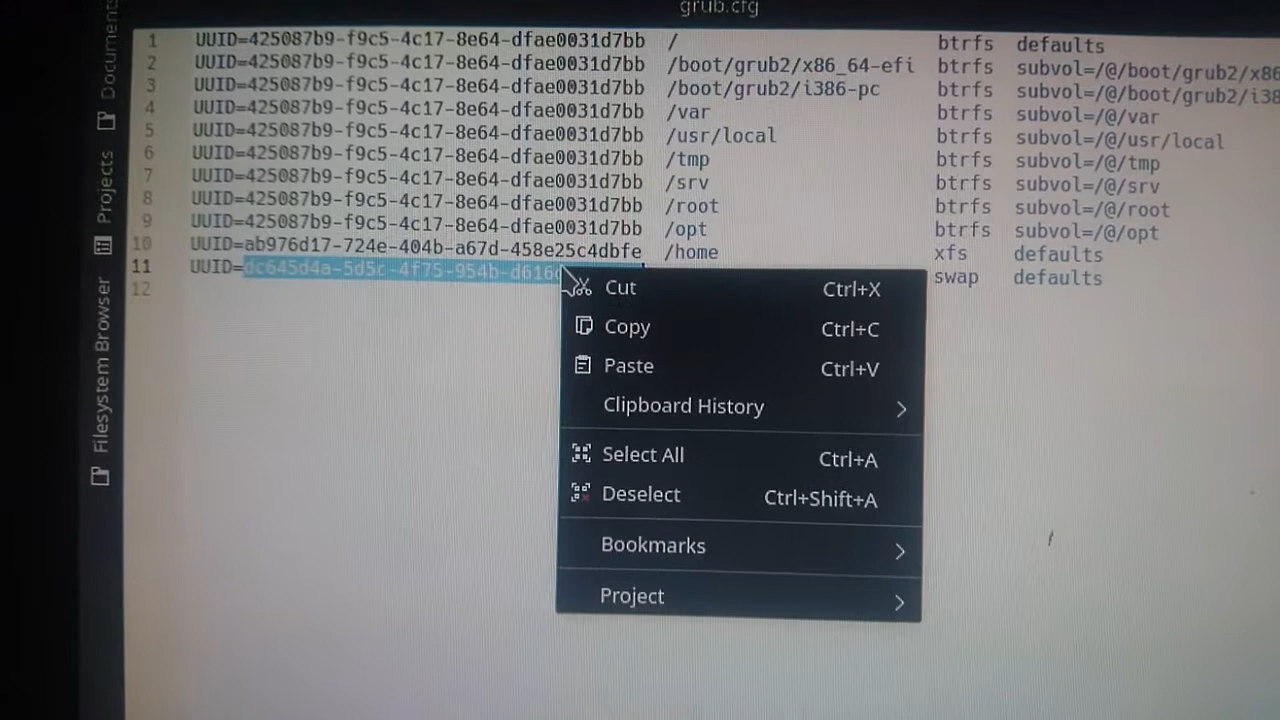 grub.cfg
Documents
Projects
Filesystem Browser
1 UUID=425087b9-f9c5-4c17-8e64-dfae0031d7bb / btrfs defaults
2 UUID=425087b9-f9c5-4c17-8e64-dfae0031d7bb /boot/grub2/x86_64-efi btrfs subvol=/@/boot/grub2/x86
3 UUID=425087b9-f9c5-4c17-8e64-dfae0031d7bb /boot/grub2/i386-pc btrfs subvol=/@/boot/grub2/i38
4 UUID=425087b9-f9c5-4c17-8e64-dfae0031d7bb /var btrfs subvol=/@/var
5 UUID=425087b9-f9c5-4c17-8e64-dfae0031d7bb /usr/local btrfs subvol=/@/usr/local
6 UUID=425087b9-f9c5-4c17-8e64-dfae0031d7bb /tmp btrfs subvol=/@/tmp
7 UUID=425087b9-f9c5-4c17-8e64-dfae0031d7bb /srv btrfs subvol=/@/srv
8 UUID=425087b9-f9c5-4c17-8e64-dfae0031d7bb /root btrfs subvol=/@/root
9 UUID=425087b9-f9c5-4c17-8e64-dfae0031d7bb /opt btrfs subvol=/@/opt
10 UUID=ab976d17-724e-404b-a67d-458e25c4dbfe /home xfs defaults
11 UUID=dc645d4a-5d5c-4f75-954b-d616 swap defaults
12
Cut Ctrl+X
Copy Ctrl+C
Paste Ctrl+V
Clipboard History
Select All Ctrl+A
Deselect Ctrl+Shift+A
Bookmarks
Project